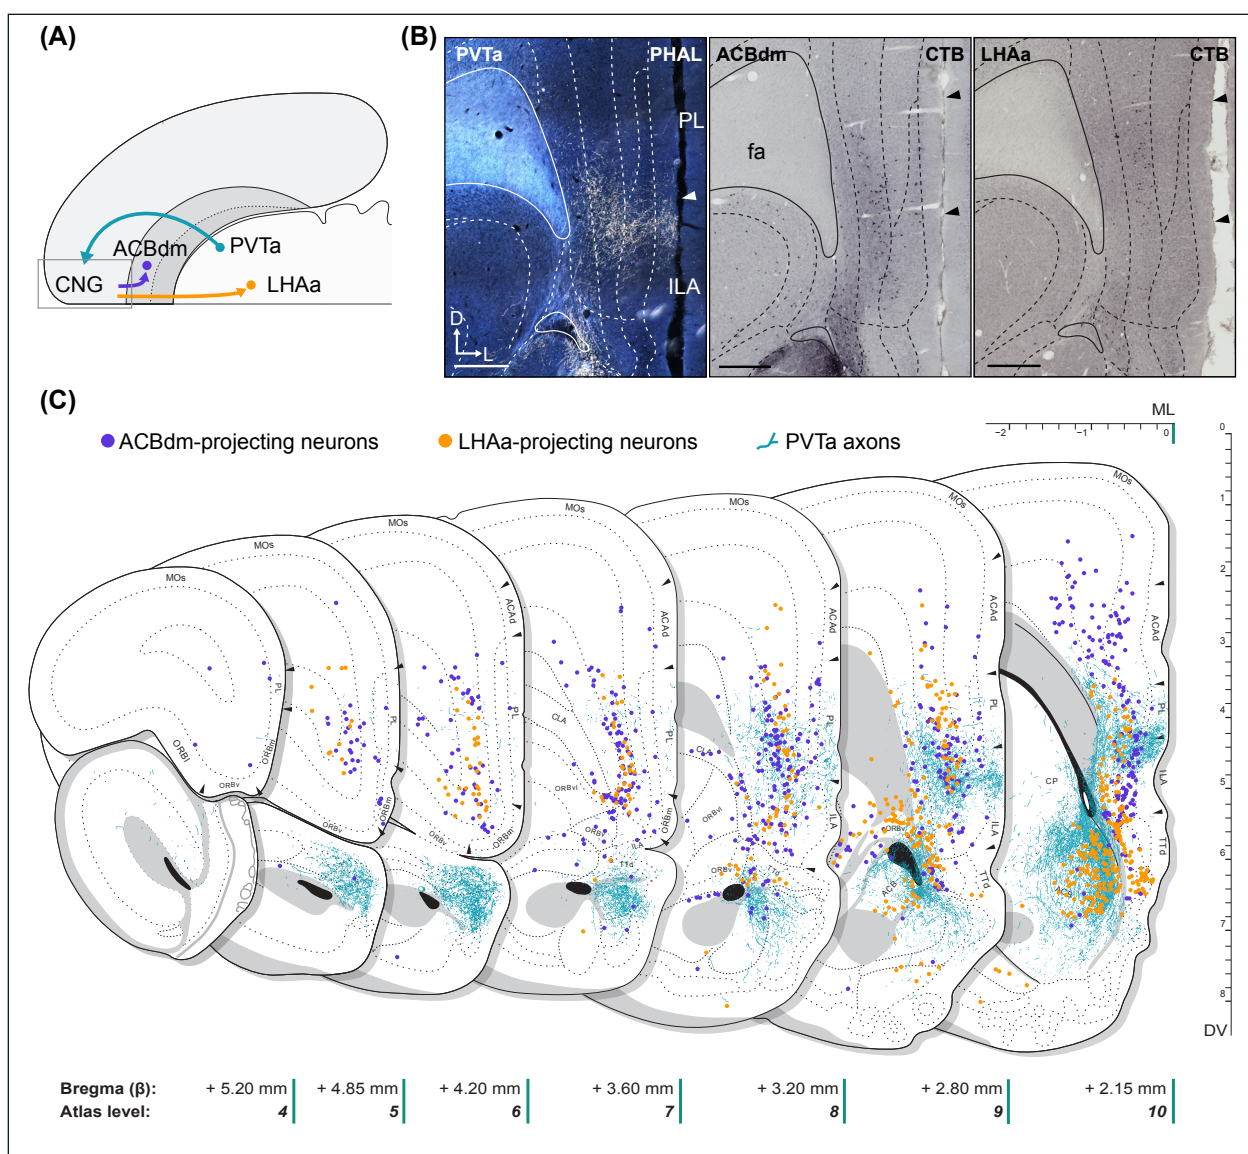 (A)
ACBdm
PVTa
CNG
LHAa
(B)
PVTa PHAL
PL
ILA
D
L
ACBdm CTB
fa
LHAa CTB
(C)
ACBdm-projecting neurons LHAa-projecting neurons PVTa axons
ML
−2 −1 0
0
1
2
3
4
5
6
7
8
DV
MOs
PL
ORBm
ORBl
ORBv
MOs
PL
ORBm
ORBv
MOs
ACAd
PL
ORBm
ORBv
MOs
ACAd
PL
ORBm
CLA
ORBvl
ORBv
ILA
TTd
MOs
PL
ILA
CLA
ORBvl
ORBv
TTd
MOs
ACAd
PL
ILA
ORBvl
TTd
ACB
MOs
ACAd
PL
ILA
TTd
CP
ACB
Bregma (β): + 5.20 mm + 4.85 mm + 4.20 mm + 3.60 mm + 3.20 mm + 2.80 mm + 2.15 mm
Atlas level: 4 5 6 7 8 9 10